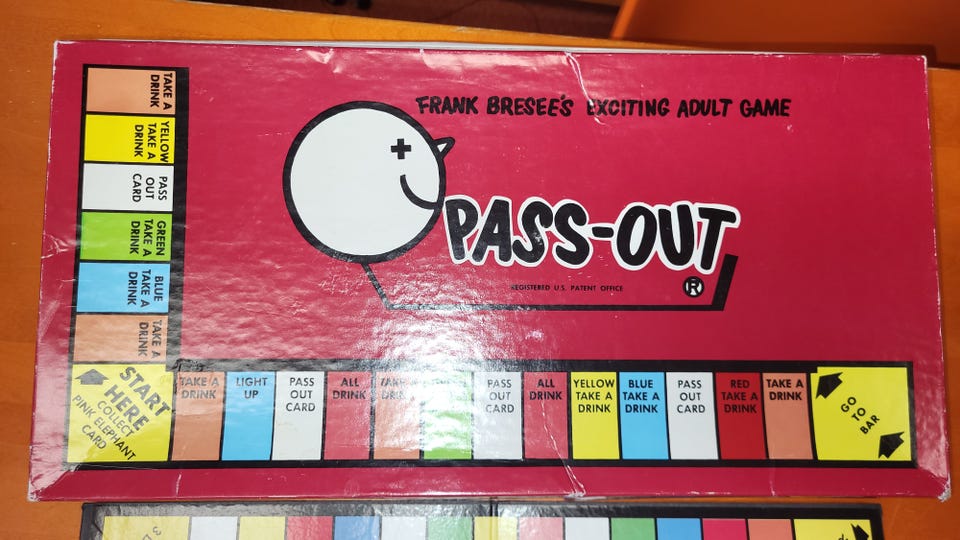 FRANK BRESEE'S EXCITING ADULT GAME
PASS-OUT
REGISTERED U.S. PATENT OFFICE
R
TAKE A
DRINK
YELLOW
TAKE A
DRINK
PASS
OUT
CARD
GREEN
TAKE A
DRINK
BLUE
TAKE A
DRINK
TAKE A
DRINK
START
HERE
COLLECT
PINK ELEPHANT
CARD
TAKE A
DRINK
LIGHT
UP
PASS
OUT
CARD
ALL
DRINK
TAKE A
DRINK
PASS
OUT
CARD
ALL
DRINK
YELLOW
TAKE A
DRINK
BLUE
TAKE A
DRINK
PASS
OUT
CARD
RED
TAKE A
DRINK
TAKE A
DRINK
GO
TO
BAR